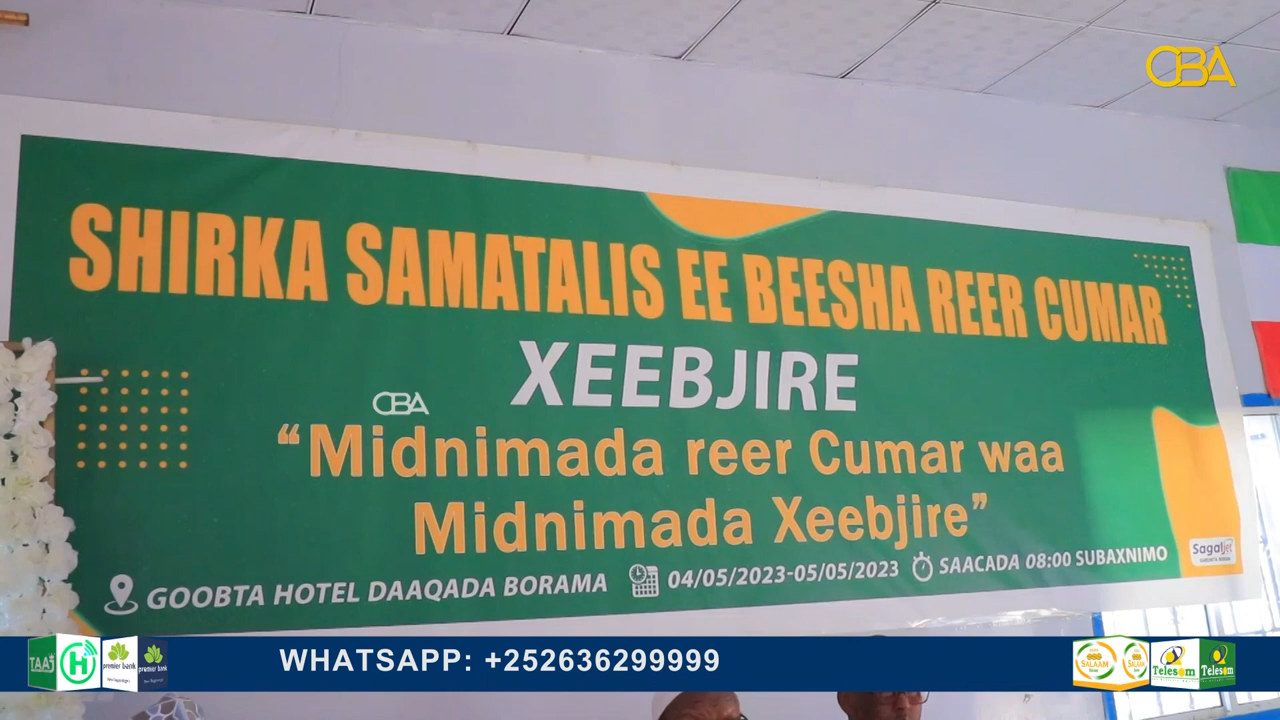 CBA
SHIRKA SAMATALIS EE BEESHA REER CUMAR
XEEBJIRE
CBA
“Midnimada reer Cumar waa
Midnimada Xeebjire”
GOOBTA HOTEL DAAQADA BORAMA
04/05/2023-05/05/2023
SAACADA 08:00 SUBAXNIMO
Sagaljet
WHATSAPP: +252636299999
TAAJ
premier bank
premier bank
SALAAM
SALAAM
Telesom
Telesom